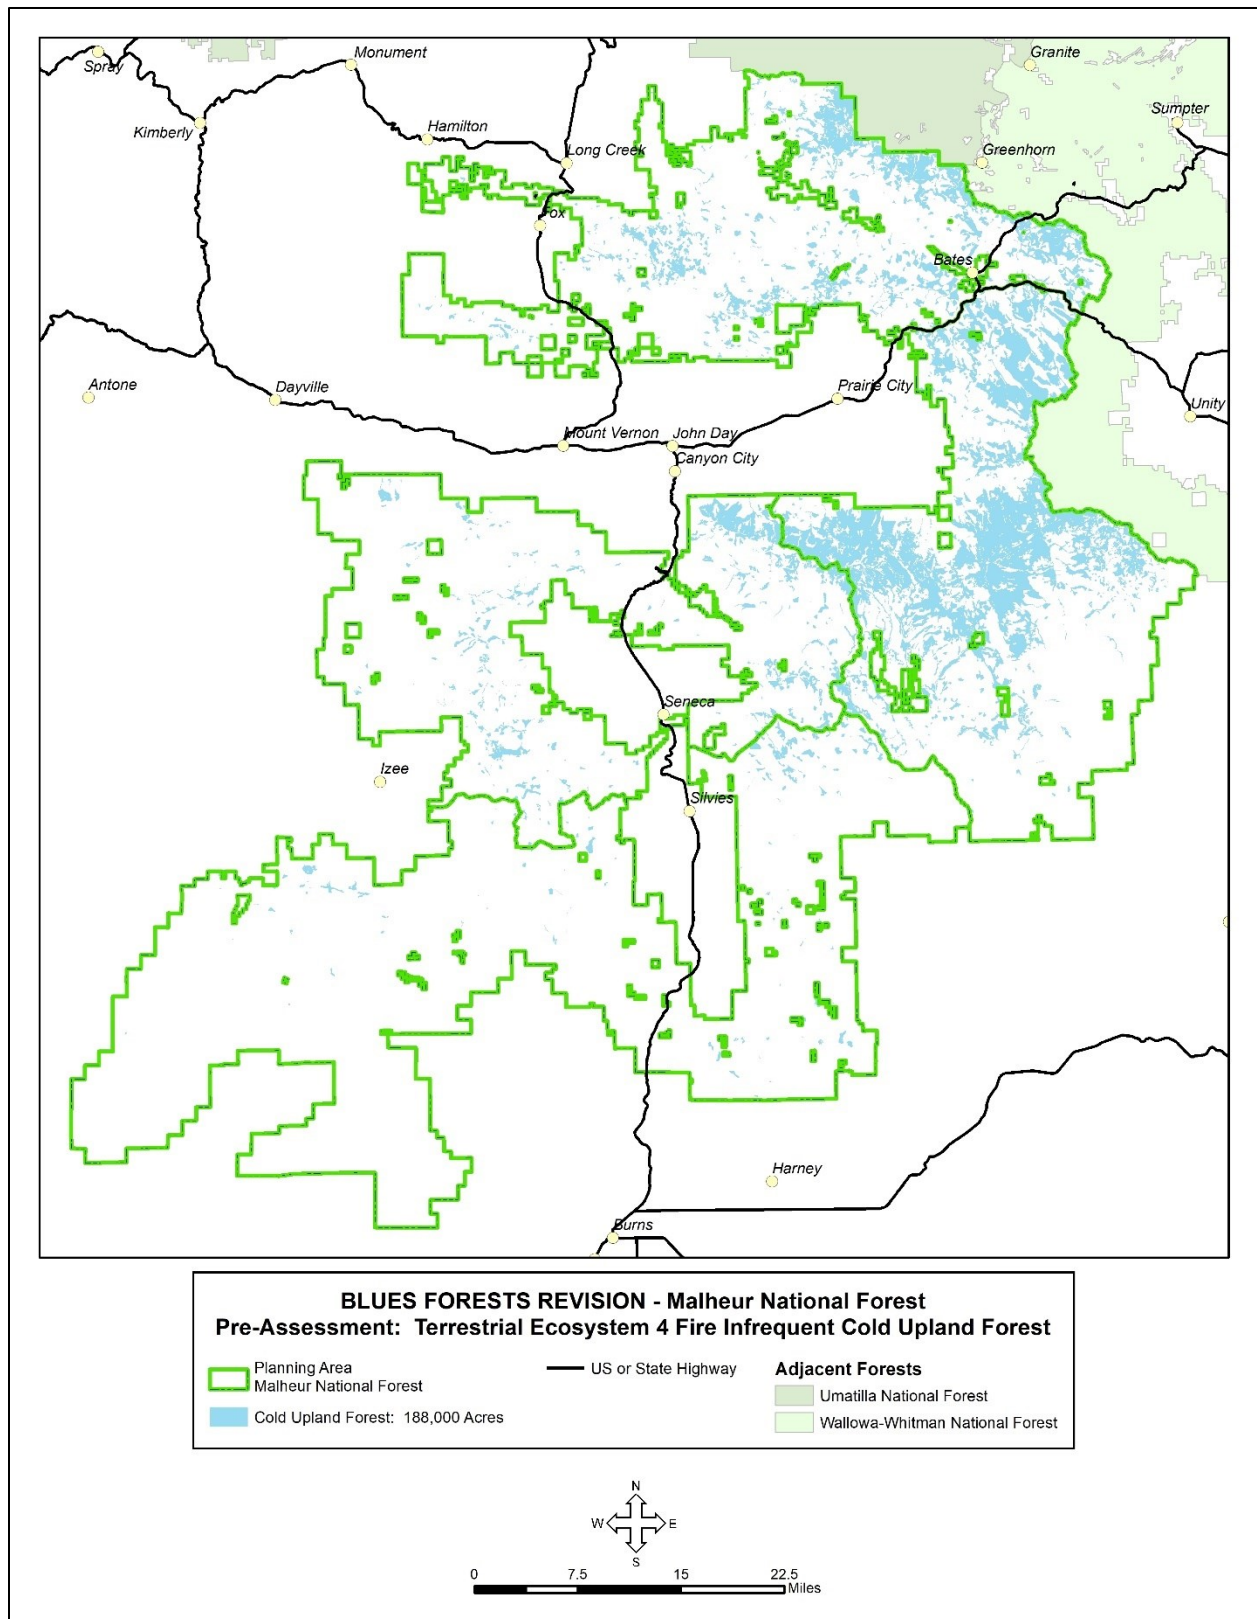 Monument
Granite
Spray
Sumpter
Kimberly
Hamilton
Long Creek
Greenhorn
Fox
Bates
Antone
Dayville
Prairie City
Unity
Mount Vernon
John Day
Canyon City
Seneca
Izee
Silvies
Harney
Burns
BLUES FORESTS REVISION - Malheur National Forest
Pre-Assessment: Terrestrial Ecosystem 4 Fire Infrequent Cold Upland Forest
Planning Area
Malheur National Forest
Cold Upland Forest: 188,000 Acres
US or State Highway
Adjacent Forests
Umatilla National Forest
Wallowa-Whitman National Forest
N
W E
S
0 7.5 15 22.5
Miles